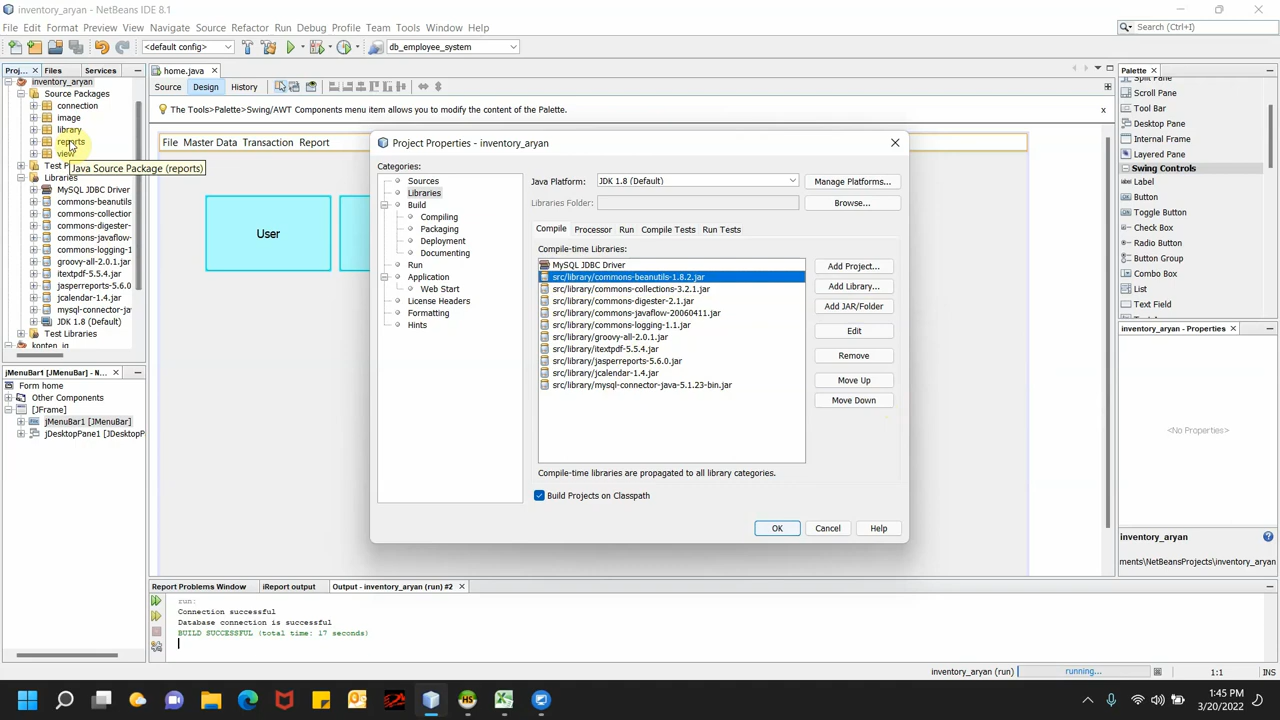 inventory_aryan - NetBeans IDE 8.1
File Edit Format Preview View Navigate Source Refactor Run Debug Profile Team Tools Window Help
Search (Ctrl+I)
<default config>
db_employee_system
Proj... Files Services
home.java
Palette
inventory_aryan
Source Packages
connection
image
library
reports
view
Java Source Package (reports)
Libraries
MySQL JDBC Driver
commons-beanutils
commons-collection
commons-digester-
commons-javaflow-
commons-logging-1
groovy-all-2.0.1.jar
itextpdf-5.5.4.jar
jasperreports-5.6.0
jcalendar-1.4.jar
mysql-connector-ja
JDK 1.8 (Default)
Test Libraries
Source Design History
The Tools>Palette>Swing/AWT Components menu item allows you to modify the content of the Palette.
x
File Master Data Transaction Report
User
Project Properties - inventory_aryan
Categories:
Sources
Libraries
Build
Compiling
Packaging
Deployment
Documenting
Run
Application
Web Start
License Headers
Formatting
Hints
Java Platform: JDK 1.8 (Default) Manage Platforms...
Libraries Folder: Browse...
Compile Processor Run Compile Tests Run Tests
Compile-time Libraries:
MySQL JDBC Driver
src/library/commons-beanutils-1.8.2.jar
src/library/commons-collections-3.2.1.jar
src/library/commons-digester-2.1.jar
src/library/commons-javaflow-20060411.jar
src/library/commons-logging-1.1.jar
src/library/groovy-all-2.0.1.jar
src/library/itextpdf-5.5.4.jar
src/library/jasperreports-5.6.0.jar
src/library/jcalendar-1.4.jar
src/library/mysql-connector-java-5.1.23-bin.jar
Add Project...
Add Library...
Add JAR/Folder
Edit
Remove
Move Up
Move Down
Compile-time libraries are propagated to all library categories.
Build Projects on Classpath
OK Cancel Help
Scroll Pane
Tool Bar
Desktop Pane
Internal Frame
Layered Pane
Swing Controls
Label
Button
Toggle Button
Check Box
Radio Button
Button Group
Combo Box
List
Text Field
inventory_aryan - Properties
<No Properties>
inventory_aryan
ments\NetBeansProjects\inventory_aryan
jMenuBar1 [JMenuBar] - N...
Form home
Other Components
[JFrame]
jMenuBar1 [JMenuBar]
jDesktopPane1 [JDesktopP
Report Problems Window iReport output Output - inventory_aryan (run) #2
run:
Connection successful
Database connection is successful
BUILD SUCCESSFUL (total time: 17 seconds)
inventory_aryan (run) running... 1:1 INS
1:45 PM
3/20/2022